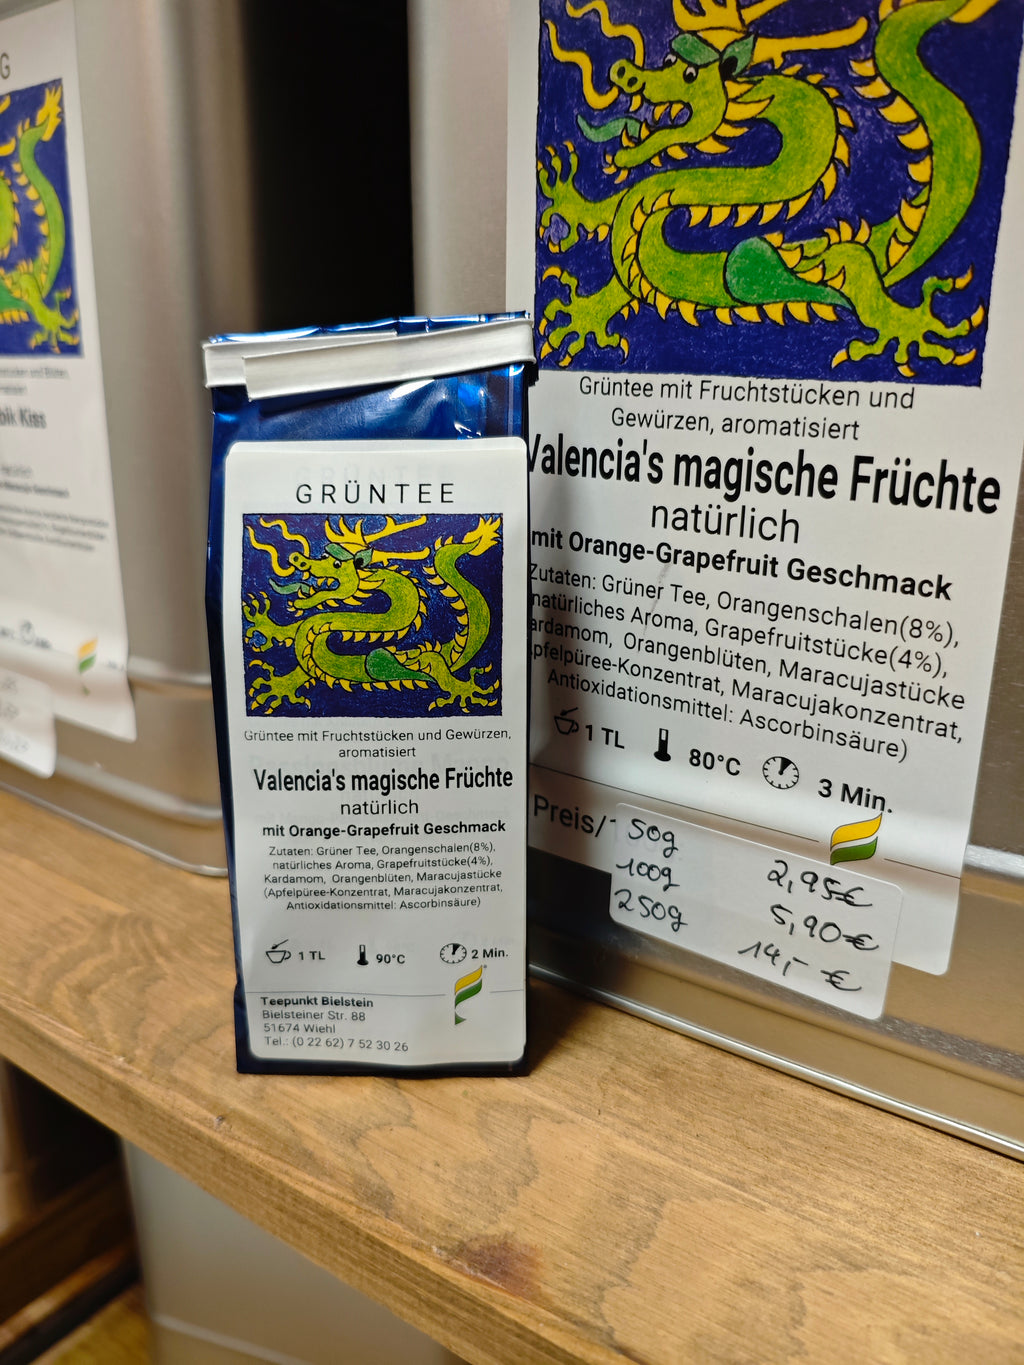 GRÜNTEE
Grüntee mit Fruchtstücken und Gewürzen,
aromatisiert
Valencia's magische Früchte
natürlich
mit Orange-Grapefruit Geschmack
Zutaten: Grüner Tee, Orangenschalen(8%),
natürliches Aroma, Grapefruitstücke(4%),
Kardamom, Orangenblüten, Maracujastücke
(Apfelpüree-Konzentrat, Maracujakonzentrat,
Antioxidationsmittel: Ascorbinsäure)
1 TL 90°C 2 Min.
Teepunkt Bielstein
Bielsteiner Str. 88
51674 Wiehl
Tel.: (0 22 62) 7 52 30 26
Grüntee mit Fruchtstücken und
Gewürzen, aromatisiert
Valencia's magische Früchte
natürlich
mit Orange-Grapefruit Geschmack
Zutaten: Grüner Tee, Orangenschalen(8%),
natürliches Aroma, Grapefruitstücke(4%),
ardamom, Orangenblüten, Maracujastücke
pfelpüree-Konzentrat, Maracujakonzentrat,
Antioxidationsmittel: Ascorbinsäure)
1 TL 80°C 3 Min.
Preis/
50g 2,95€
100g 5,90€
250g 14,- €
G
Kiss